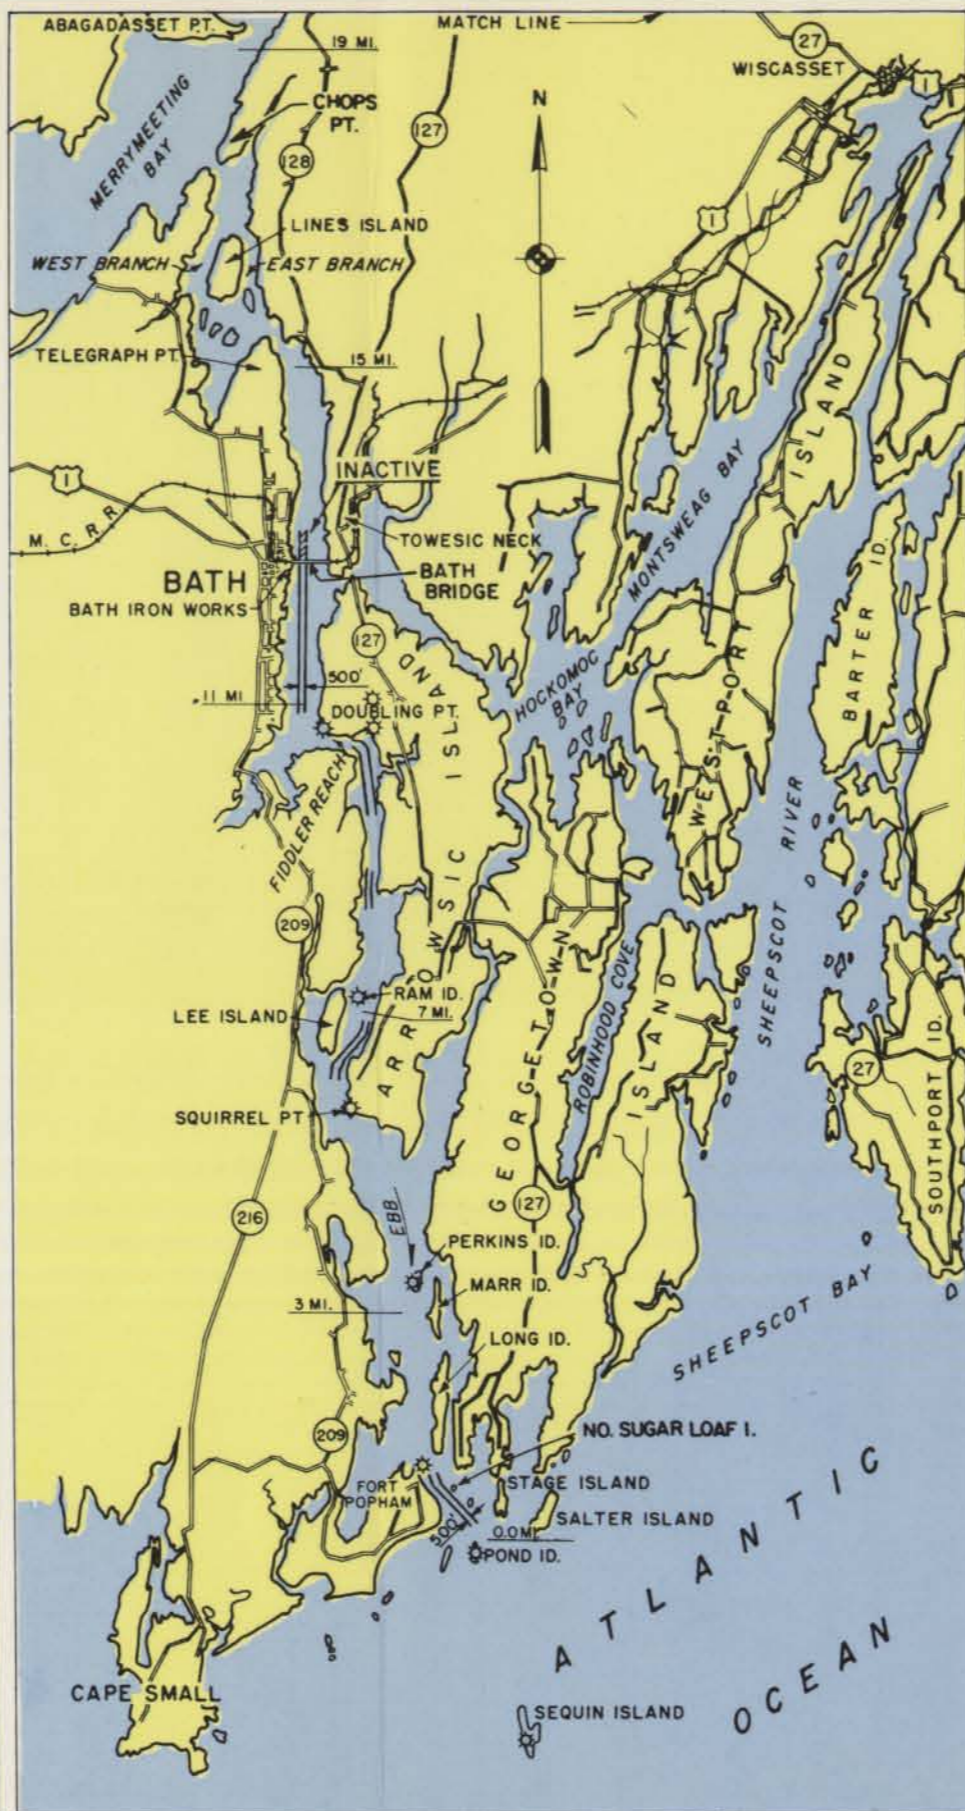 ABAGADASSET PT.
MATCH LINE
19 MI.
27
WISCASSET
1
CHOPS
PT.
127
N
MERRYMEETING
BAY
128
1
LINES ISLAND
WEST BRANCH
EAST BRANCH
TELEGRAPH PT.
15 MI.
ISLAND
1
INACTIVE
MONTSWEAG BAY
M. C. R. R.
TOWESIC NECK
BATH
BATH
BRIDGE
BATH IRON WORKS
BARTER ID.
127
HOCKOMOC
BAY
500'
11 MI
DOUBLING PT.
WESTPORT
FIDDLER REACH
SHEEPSCOT RIVER
209
ARROWSIC ISLAND
GEORGETOWN
ISLAND
ROBINHOOD COVE
RAM ID.
7 MI.
LEE ISLAND
27
SOUTHPORT ID.
SQUIRREL PT
216
127
EBB
PERKINS ID.
MARR ID.
3 MI.
SHEEPSCOT BAY
LONG ID.
209
NO. SUGAR LOAF I.
FORT
POPHAM
STAGE ISLAND
500'
SALTER ISLAND
0.0 MI.
POND ID.
ATLANTIC
OCEAN
CAPE SMALL
SEQUIN ISLAND